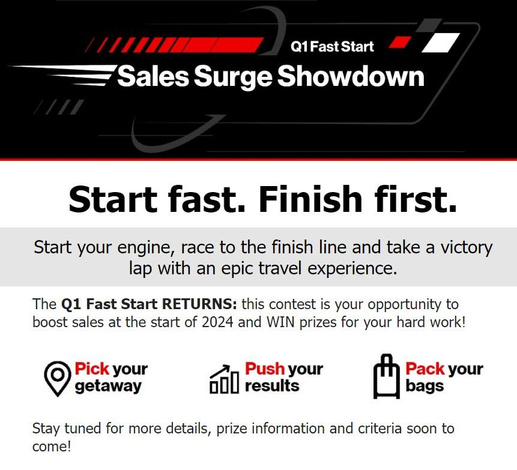 Q1 Fast Start
Sales Surge Showdown
Start fast. Finish first.
Start your engine, race to the finish line and take a victory
lap with an epic travel experience.
The Q1 Fast Start RETURNS: this contest is your opportunity to
boost sales at the start of 2024 and WIN prizes for your hard work!
Pick your
getaway
Push your
results
Pack your
bags
Stay tuned for more details, prize information and criteria soon to
come!